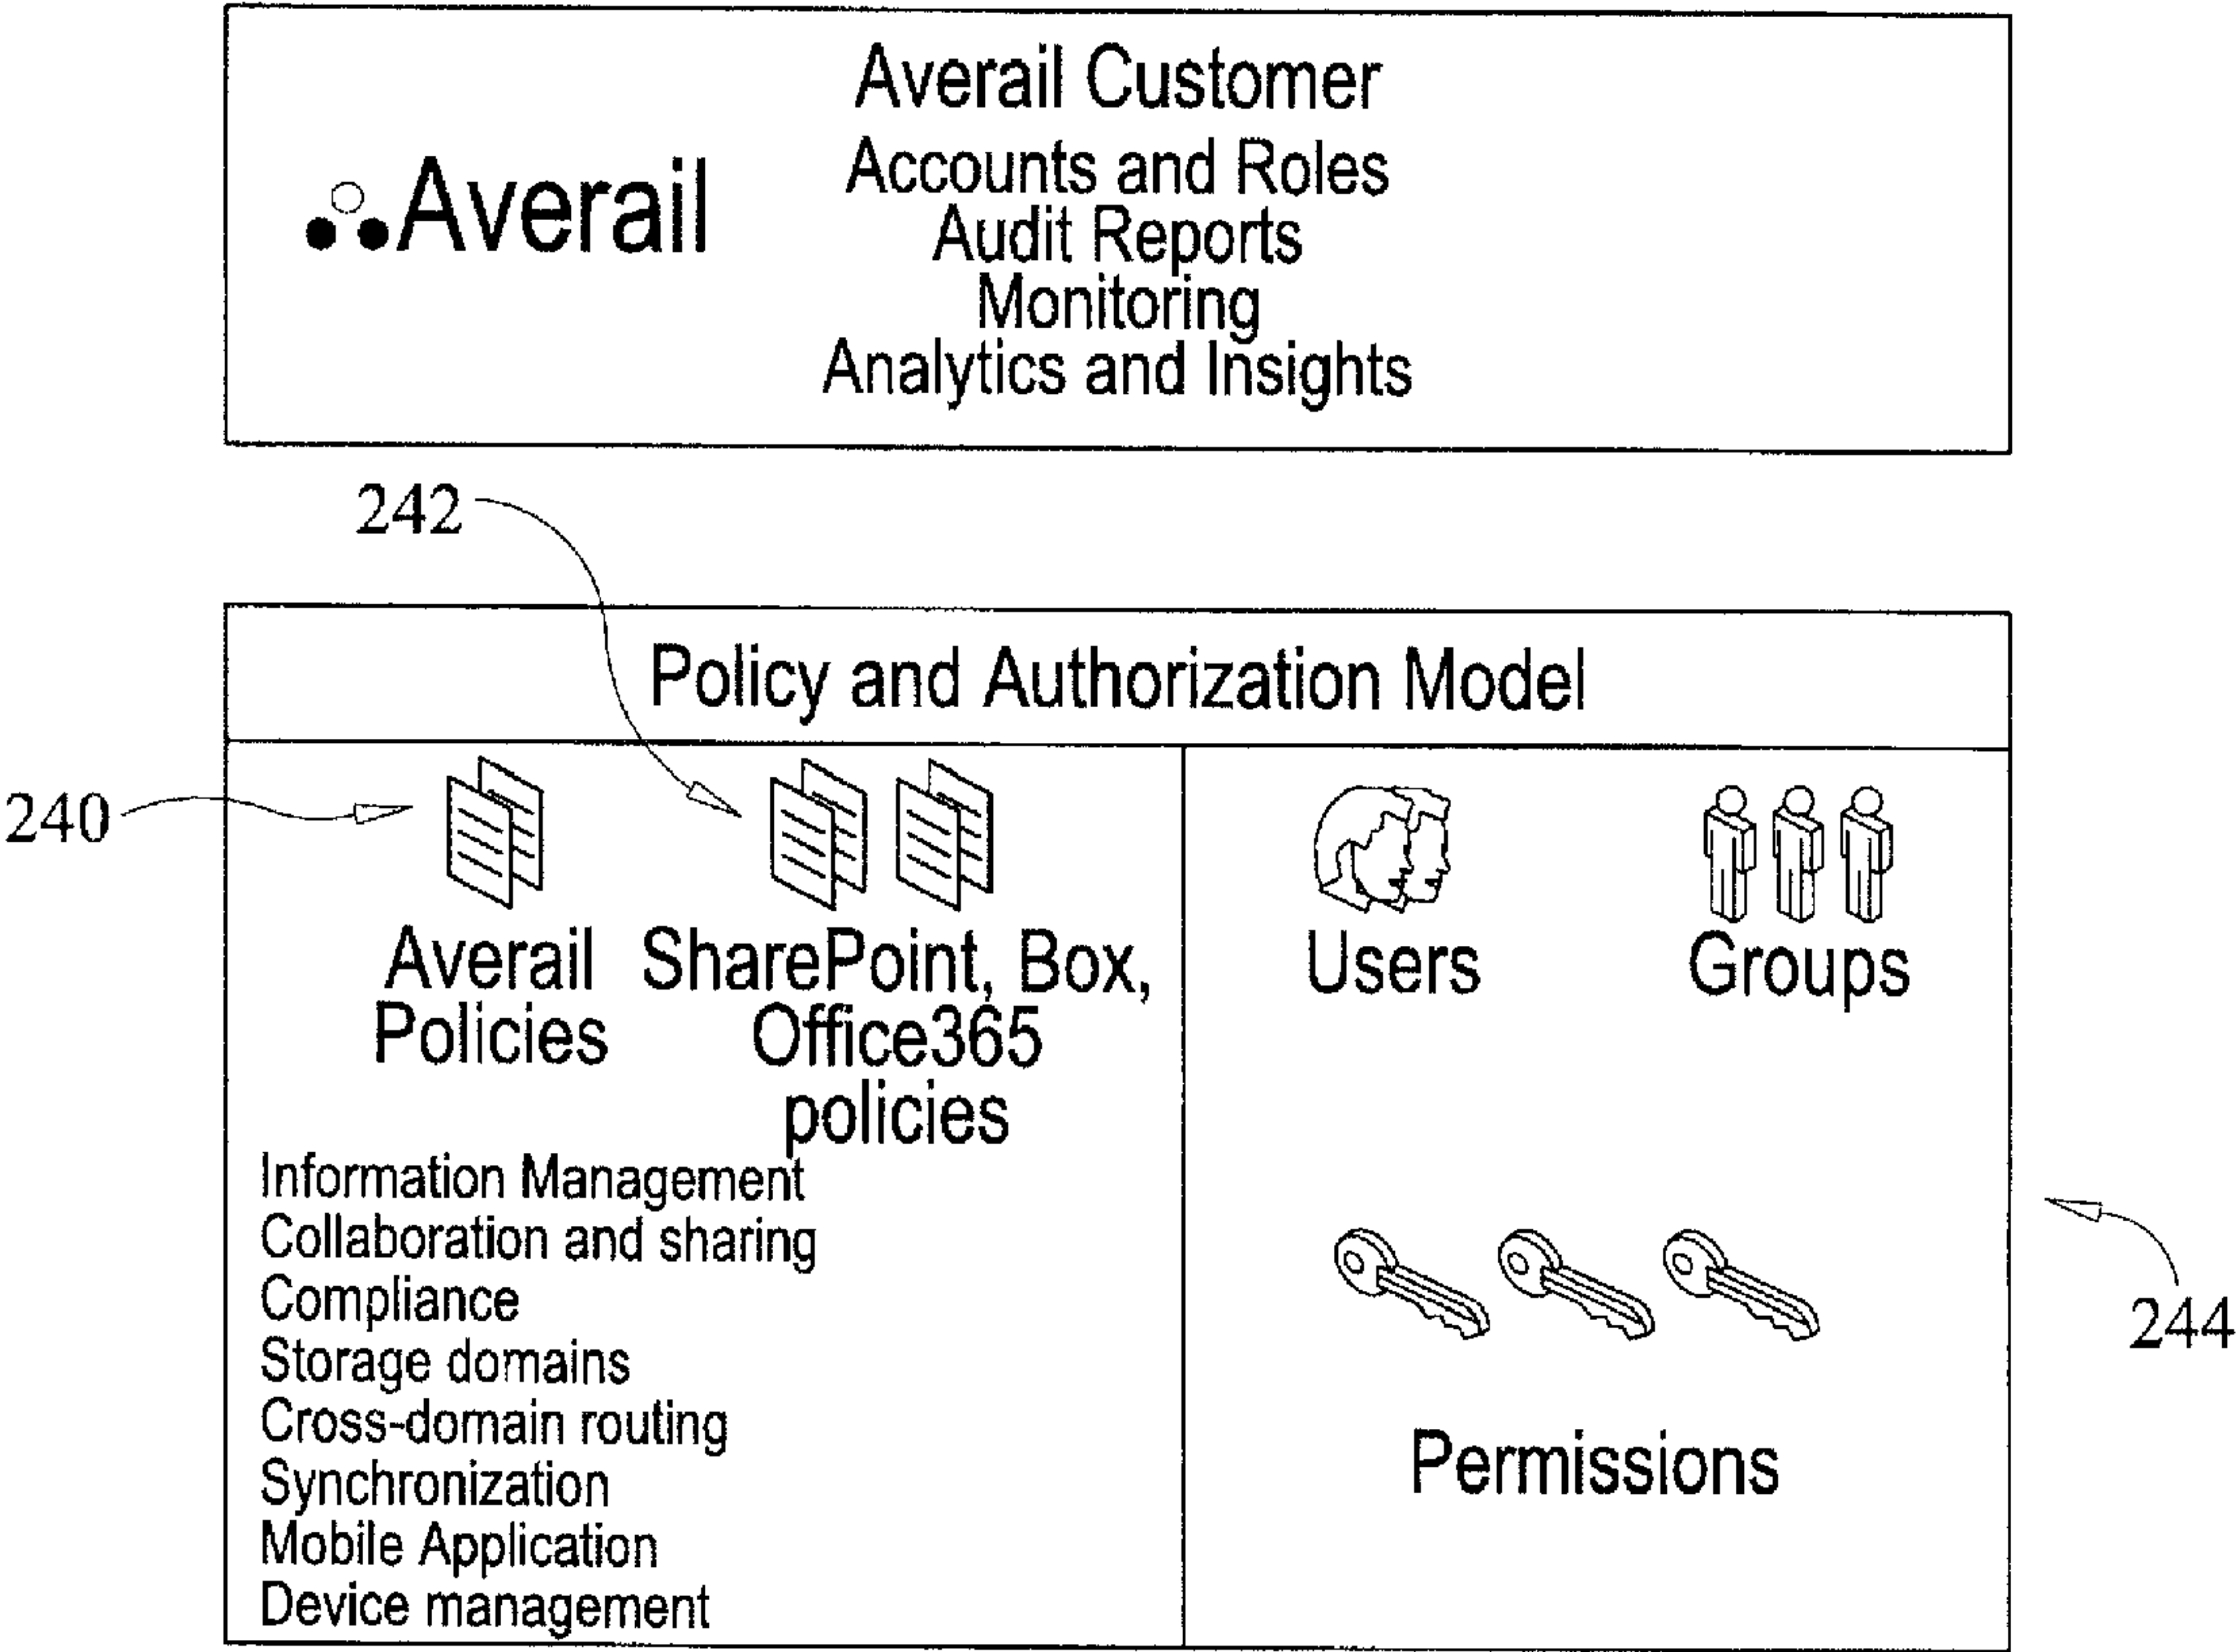 Averail Customer
Averail
Accounts and Roles
Audit Reports
Monitoring
Analytics and Insights
242
Policy and Authorization Model
240
Averail
Policies
SharePoint, Box,
Office365
policies
Users
Groups
Information Management
Collaboration and sharing
Compliance
Storage domains
Cross-domain routing
Synchronization
Mobile Application
Device management
Permissions
244